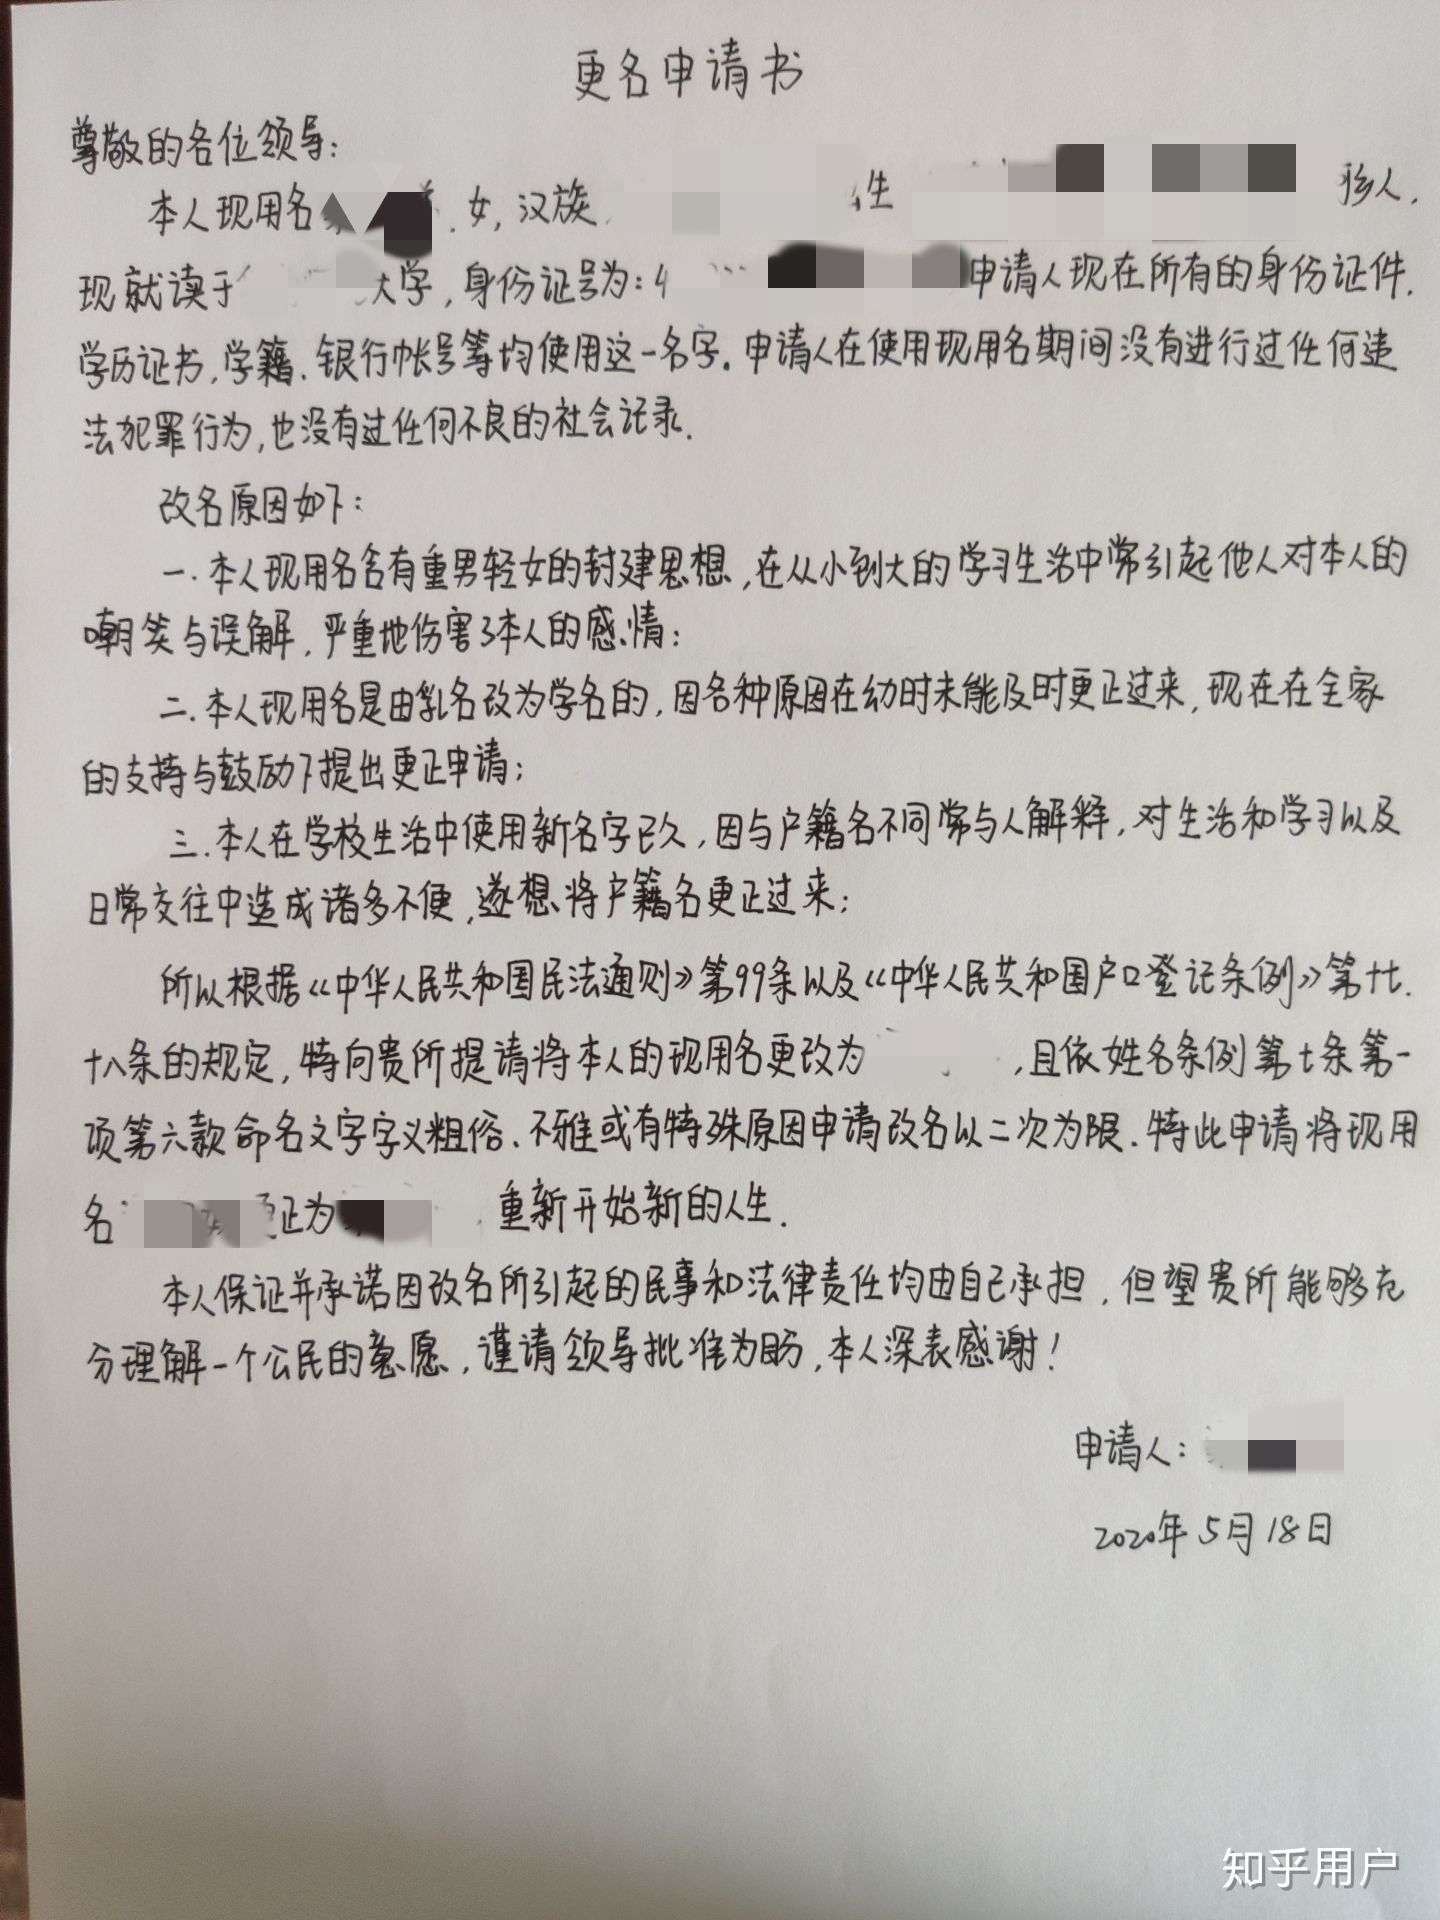 更名申请书
尊敬的各位领导:
本人现用名 . 女, 汉族, 生 人.
现就读于 大学, 身份证号为: 4 申请人现在所有的身份证件.
学历证书, 学籍. 银行帐号等均使用这一名字. 申请人在使用现用名期间没有进行过任何违
法犯罪行为, 也没有过任何不良的社会记录.
改名原因如下:
一. 本人现用名含有重男轻女的封建思想, 在从小到大的学习生活中常引起他人对本人的
嘲笑与误解, 严重地伤害了本人的感情;
二. 本人现用名是由乳名改为学名的, 因各种原因在幼时未能及时更正过来, 现在在全家
的支持与鼓励下提出更正申请;
三. 本人在学校生活中使用新名字已久, 因与户籍名不同常与人解释, 对生活和学习以及
日常交往中造成诸多不便, 遂想将户籍名更正过来;
所以根据《中华人民共和国民法通则》第99条以及《中华人民共和国户口登记条例》第十七.
十八条的规定, 特向贵所提请将本人的现用名更改为 , 且依姓名条例第七条第一
项第六款命名文字字义粗俗. 不雅或有特殊原因申请改名以二次为限. 特此申请将现用
名 更正为 重新开始新的人生.
本人保证并承诺因改名所引起的民事和法律责任均由自己承担, 但望贵所能够充
分理解一个公民的意愿, 谨请领导批准为盼, 本人深表感谢!
申请人:
2020年5月18日
知乎用户